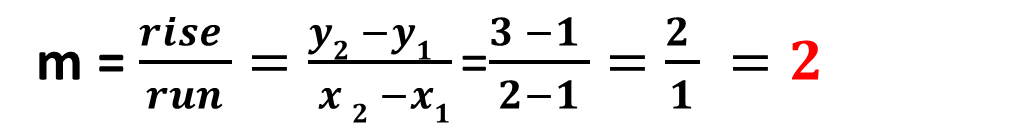 m = rise/run = y₂ − y₁ / x₂ − x₁ = 3 − 1 / 2 − 1 = 2/1 = 2